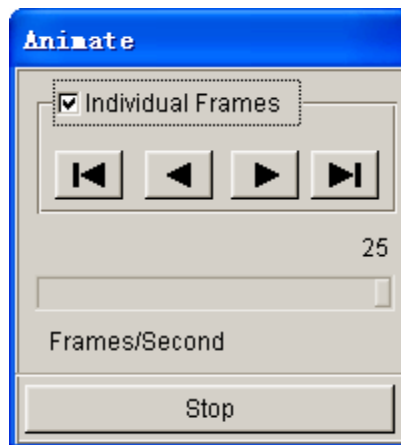 Animate
Individual Frames
25
Frames/Second
Stop